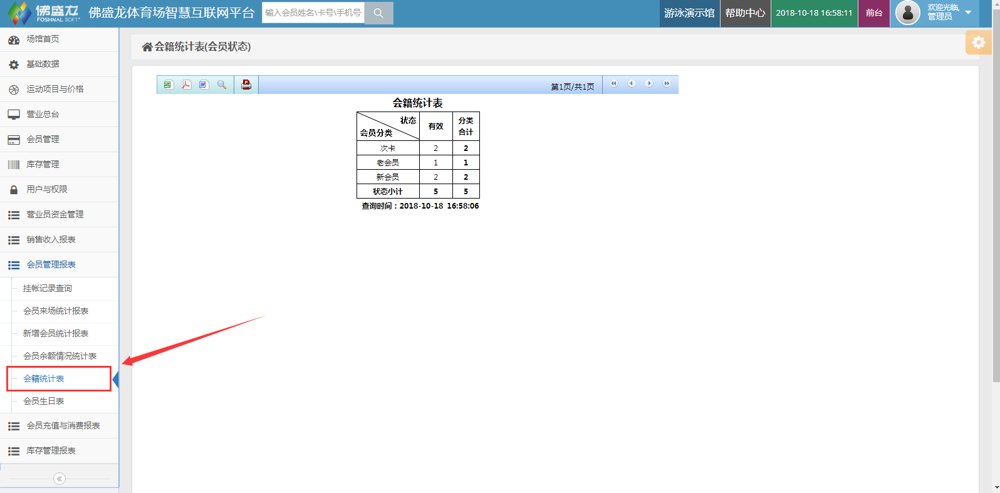 佛盛龙
FOSHNAL SOFT
佛盛龙体育场智慧互联网平台
输入会员姓名\卡号\手机号
游泳演示馆
帮助中心
2018-10-18 16:58:11
前台
欢迎光临,
管理员
场馆首页
基础数据
运动项目与价格
营业总台
会员管理
库存管理
用户与权限
营业员资金管理
销售收入报表
会员管理报表
挂帐记录查询
会员来场统计报表
新增会员统计报表
会员余额情况统计表
会籍统计表
会员生日表
会员充值与消费报表
库存管理报表
会籍统计表(会员状态)
第1页/共1页
会籍统计表
状态
会员分类
有效
分类
合计
次卡 2 2
老会员 1 1
新会员 2 2
状态小计 5 5
查询时间：2018-10-18 16:58:06